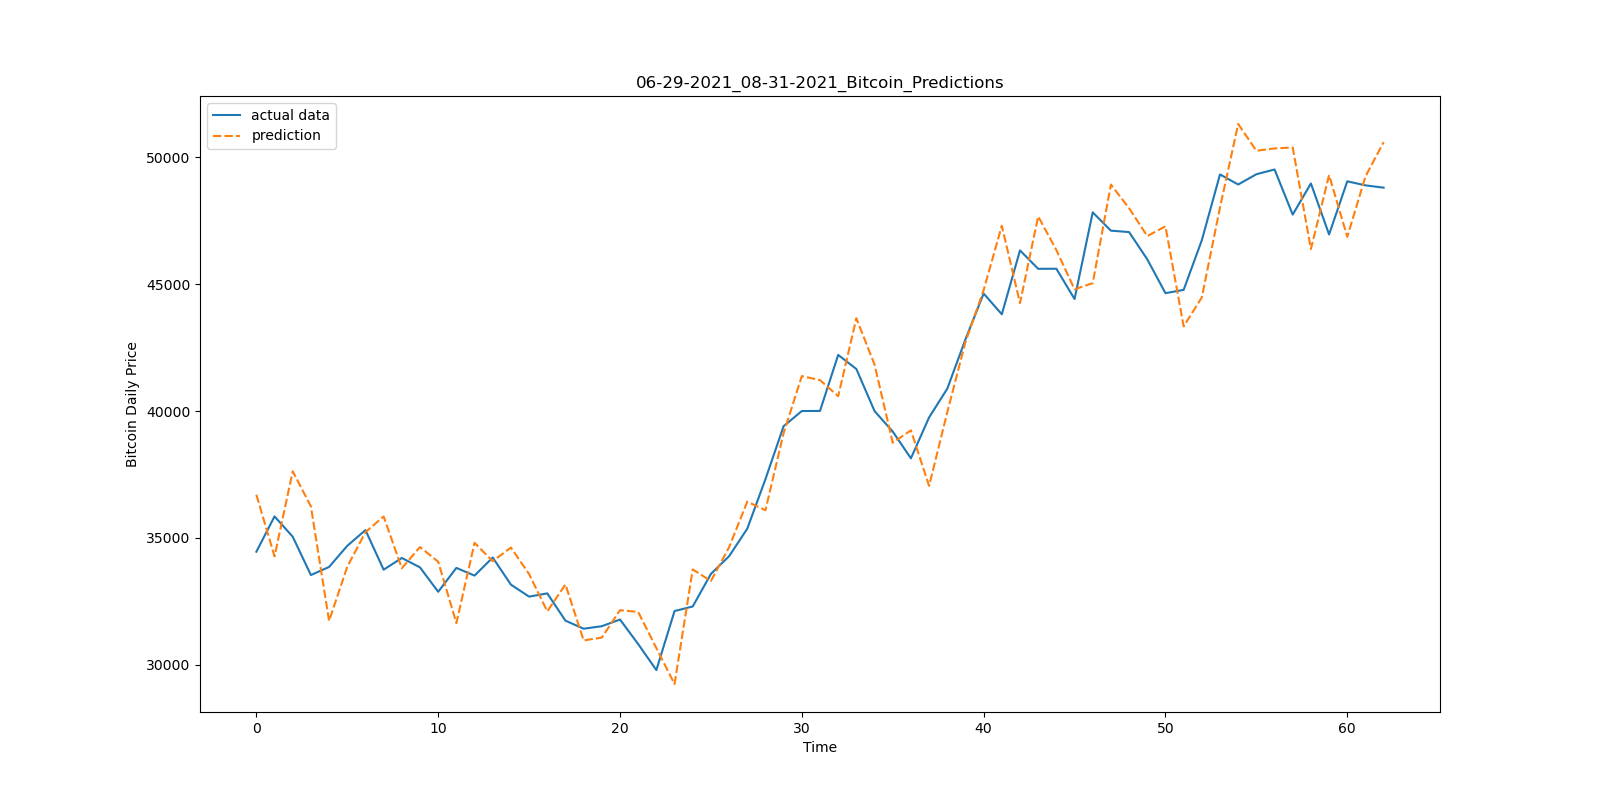 06-29-2021_08-31-2021_Bitcoin_Predictions
actual data
prediction
50000
45000
40000
35000
30000
Bitcoin Daily Price
0 10 20 30 40 50 60
Time